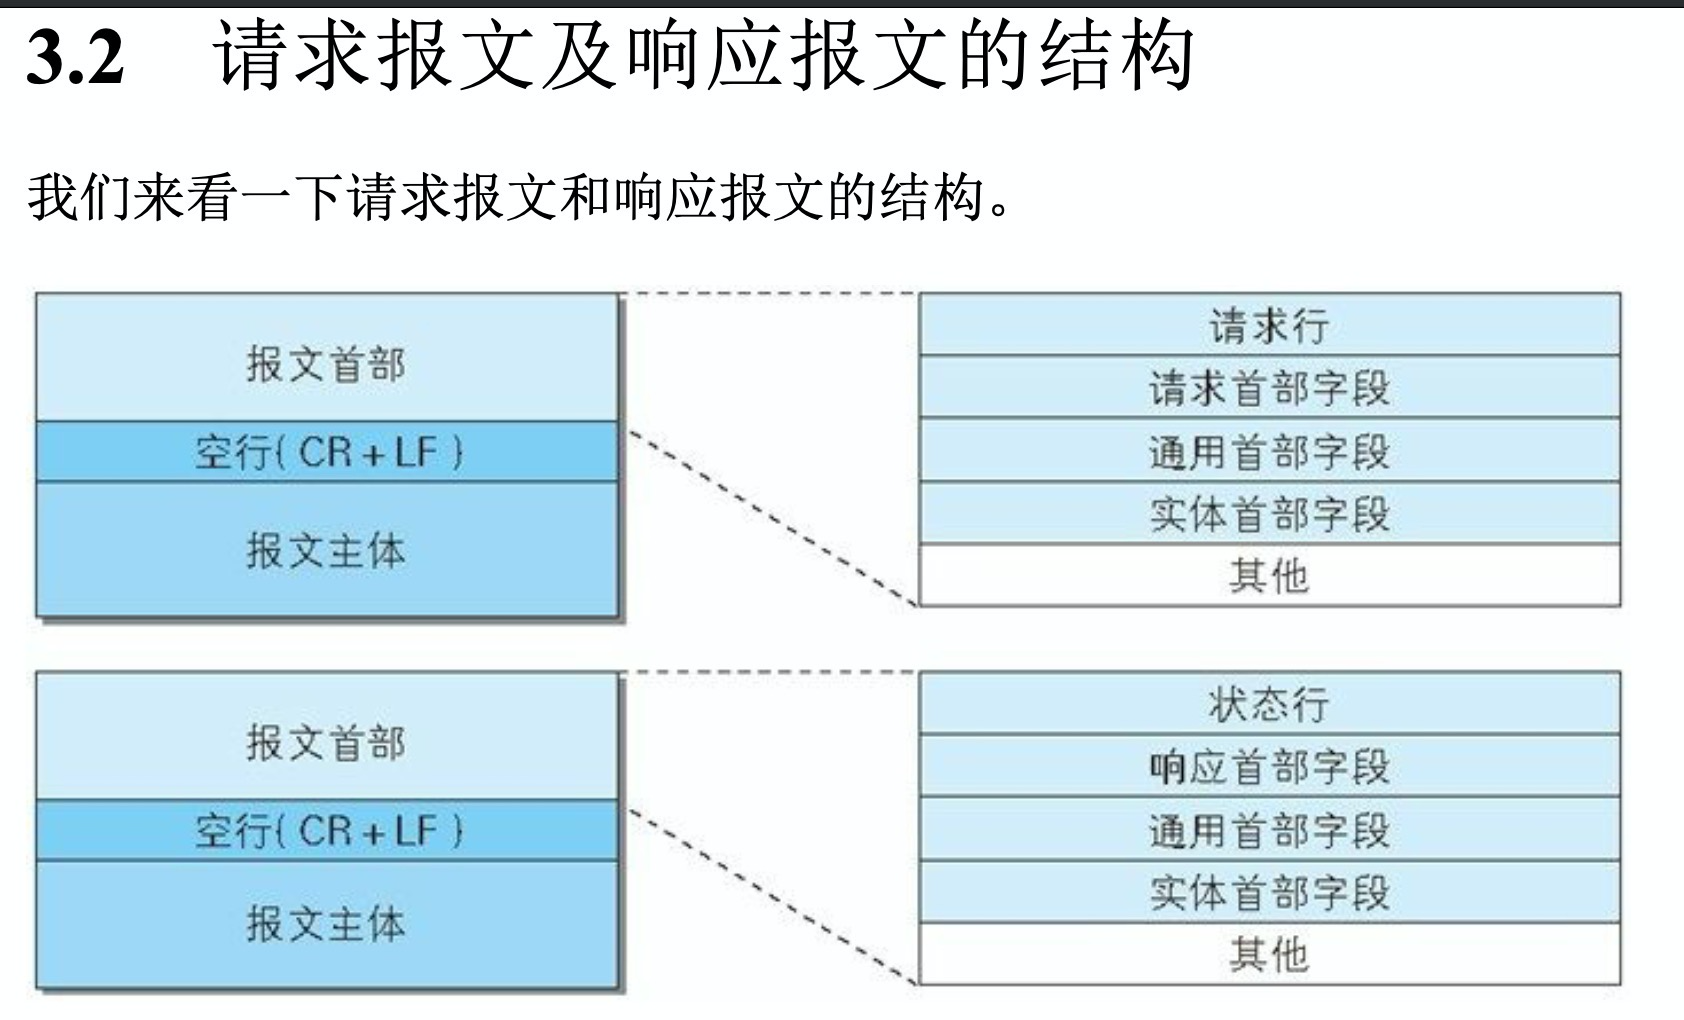 3.2 请求报文及响应报文的结构
我们来看一下请求报文和响应报文的结构。
报文首部
空行(CR+LF)
报文主体
请求行
请求首部字段
通用首部字段
实体首部字段
其他
报文首部
空行(CR+LF)
报文主体
状态行
响应首部字段
通用首部字段
实体首部字段
其他